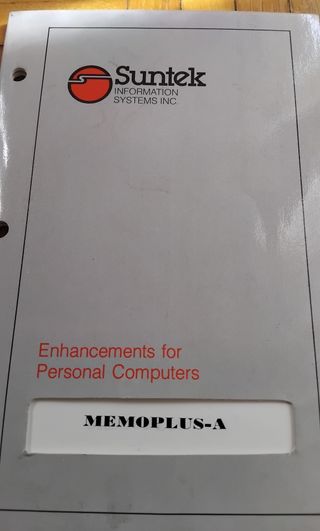 Suntek
INFORMATION
SYSTEMS INC.
Enhancements for
Personal Computers
MEMOPLUS-A